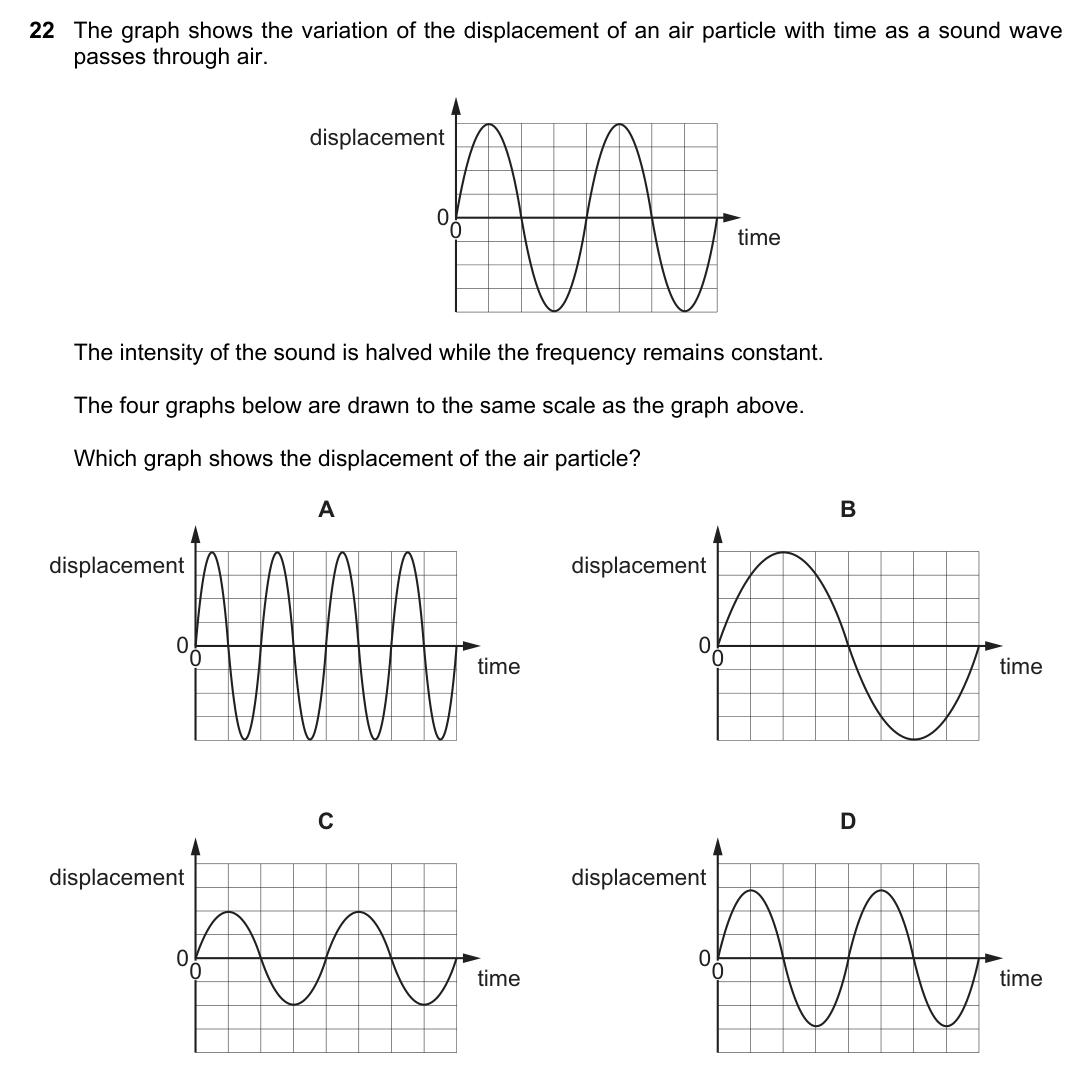 22 The graph shows the variation of the displacement of an air particle with time as a sound wave
passes through air.
displacement
0
0
time
The intensity of the sound is halved while the frequency remains constant.
The four graphs below are drawn to the same scale as the graph above.
Which graph shows the displacement of the air particle?
A
displacement
0
0
time
B
displacement
0
0
time
C
displacement
0
0
time
D
displacement
0
0
time